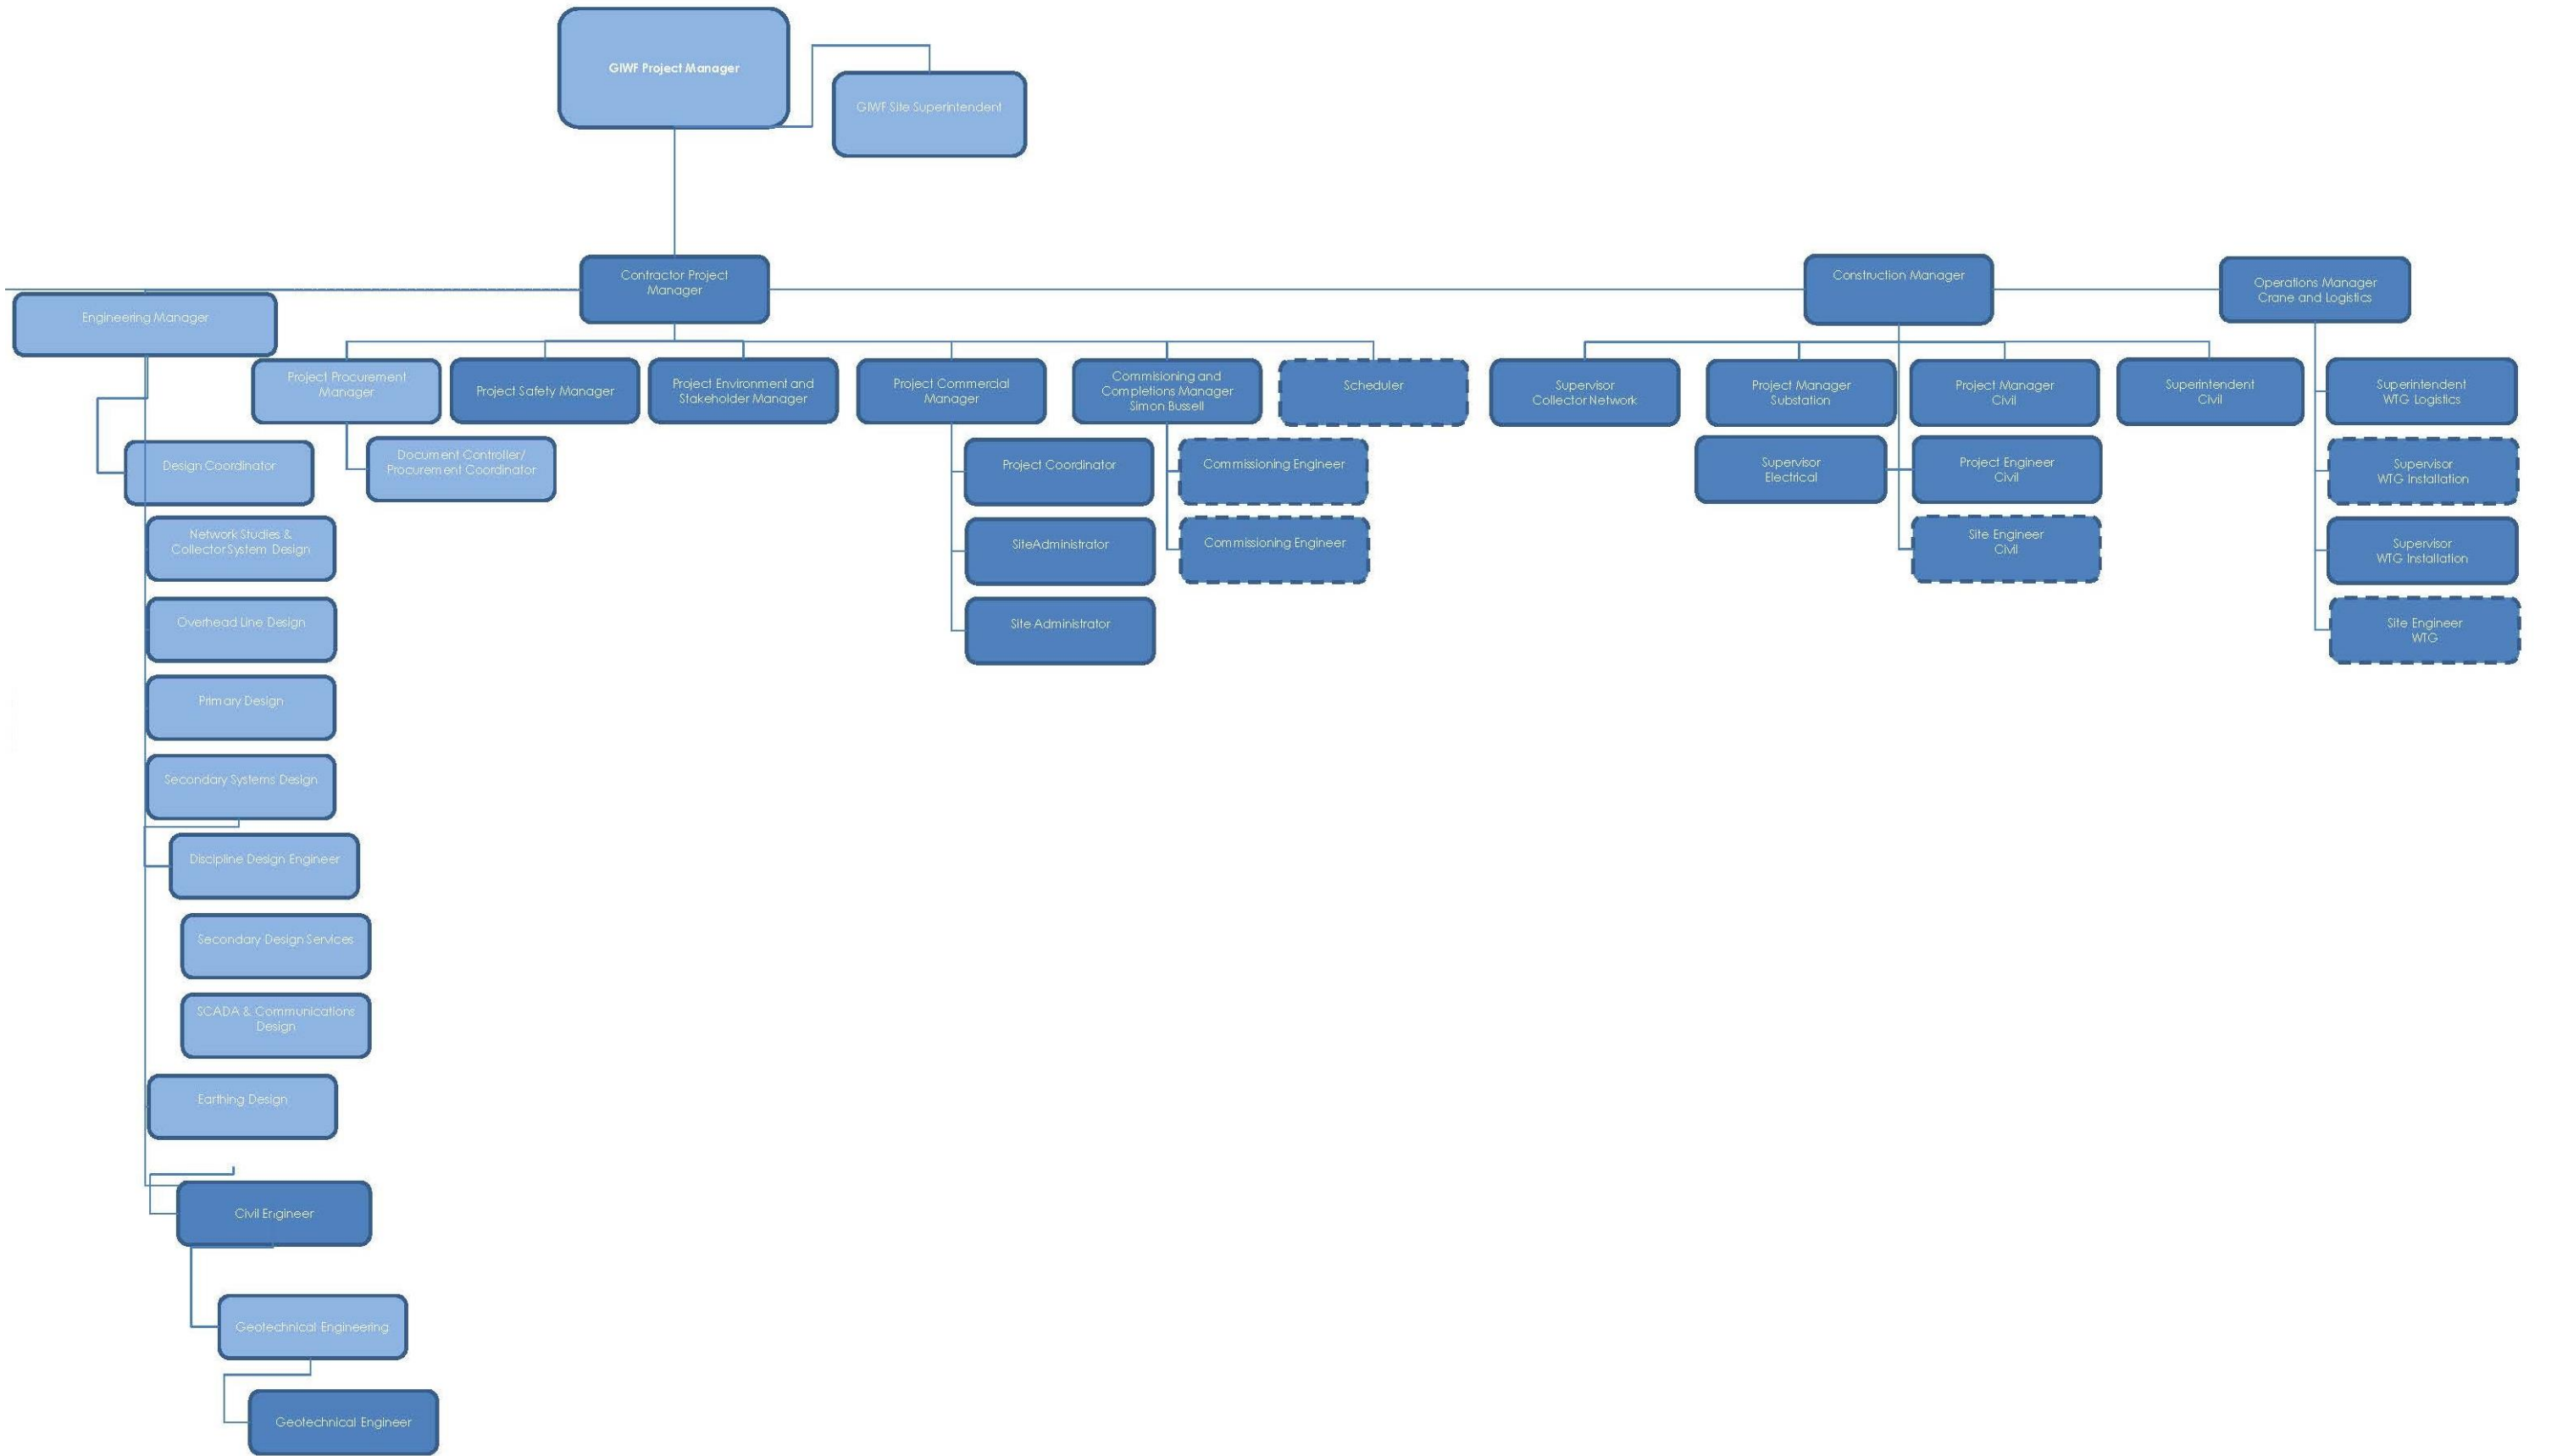 GIWF Project Manager
GIWF Site Superintendent
Contractor Project
Manager
Construction Manager
Operations Manager
Crane and Logistics
Engineering Manager
Project Procurement
Manager
Project Safety Manager
Project Environment and
Stakeholder Manager
Project Commercial
Manager
Commisioning and
Completions Manager
Simon Bussell
Scheduler
Supervisor
Collector Network
Project Manager
Substation
Project Manager
Civil
Superintendent
Civil
Superintendent
WTG Logistics
Design Coordinator
Document Controller/
Procurement Coordinator
Project Coordinator
Commissioning Engineer
Supervisor
Electrical
Project Engineer
Civil
Supervisor
WTG Installation
Network Studies &
Collector System Design
SiteAdministrator
Commissioning Engineer
Site Engineer
Civil
Supervisor
WTG Installation
Overhead Line Design
Site Administrator
Site Engineer
WTG
Primary Design
Secondary Systems Design
Discipline Design Engineer
Secondary Design Services
SCADA & Communications
Design
Earthing Design
Civil Engineer
Geotechnical Engineering
Geotechnical Engineer